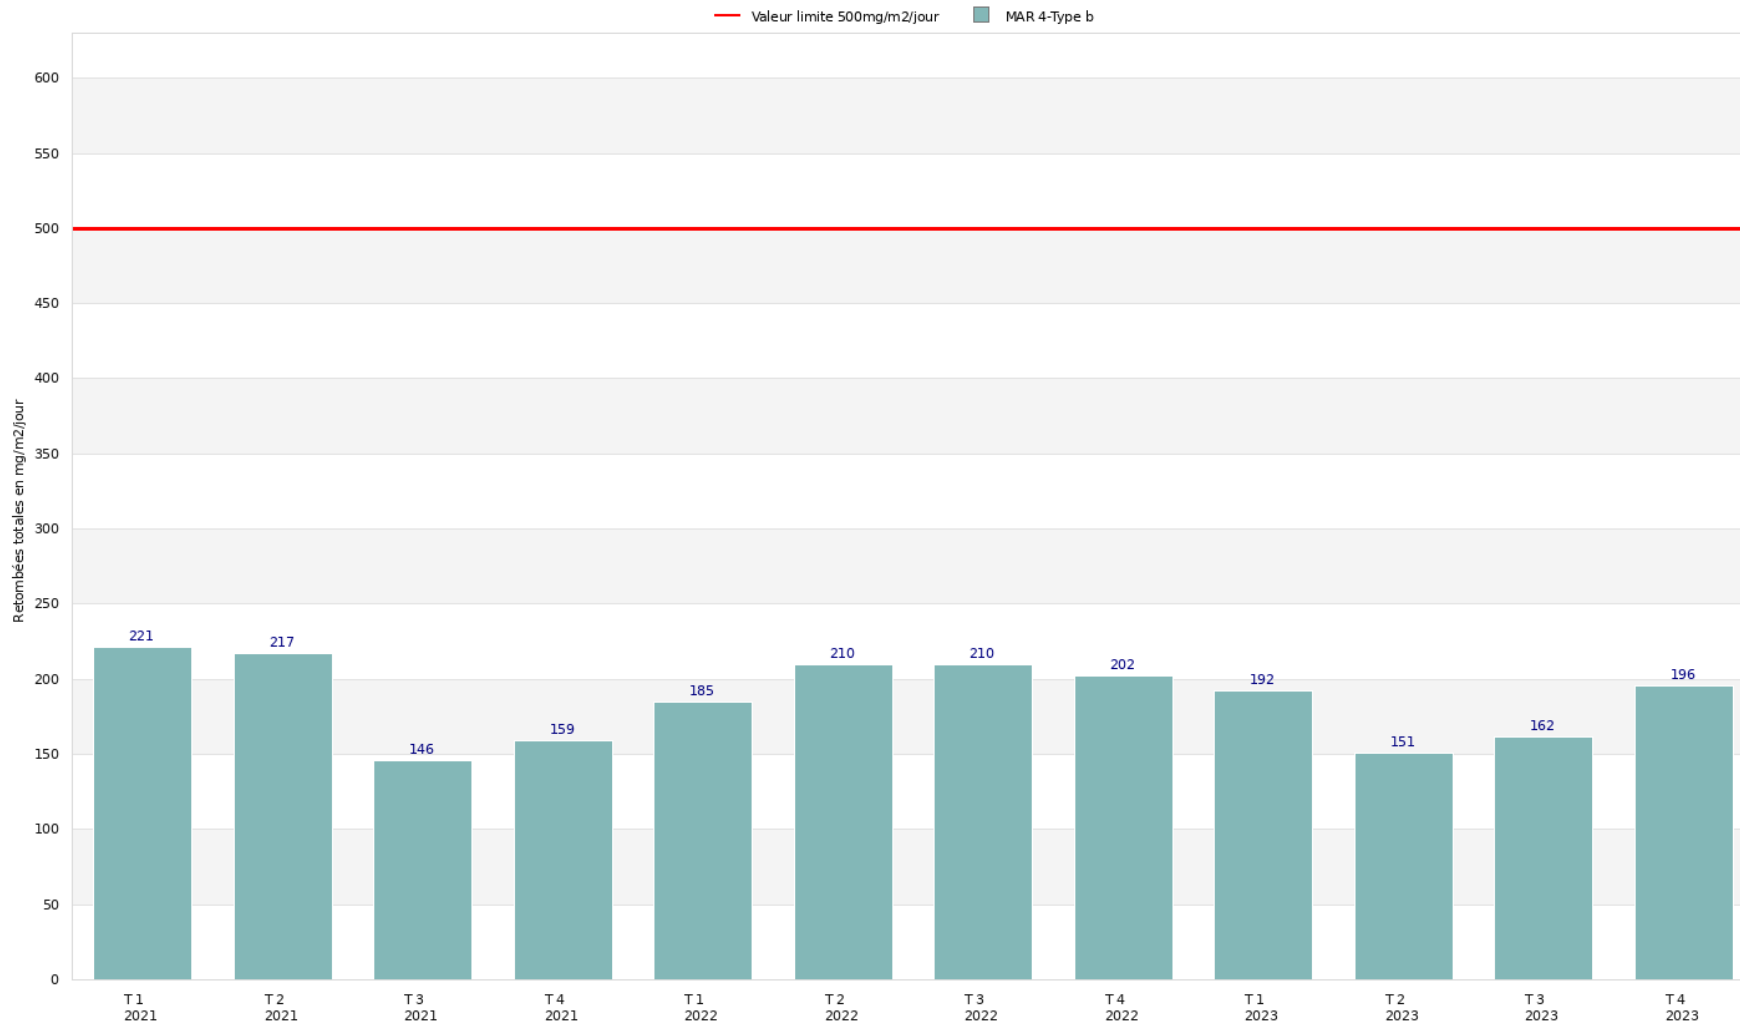 Valeur limite 500mg/m2/jour MAR 4-Type b
Retombées totales en mg/m2/jour
600
550
500
450
400
350
300
250
200
150
100
50
0
221
217
146
159
185
210
210
202
192
151
162
196
T 1 2021
T 2 2021
T 3 2021
T 4 2021
T 1 2022
T 2 2022
T 3 2022
T 4 2022
T 1 2023
T 2 2023
T 3 2023
T 4 2023